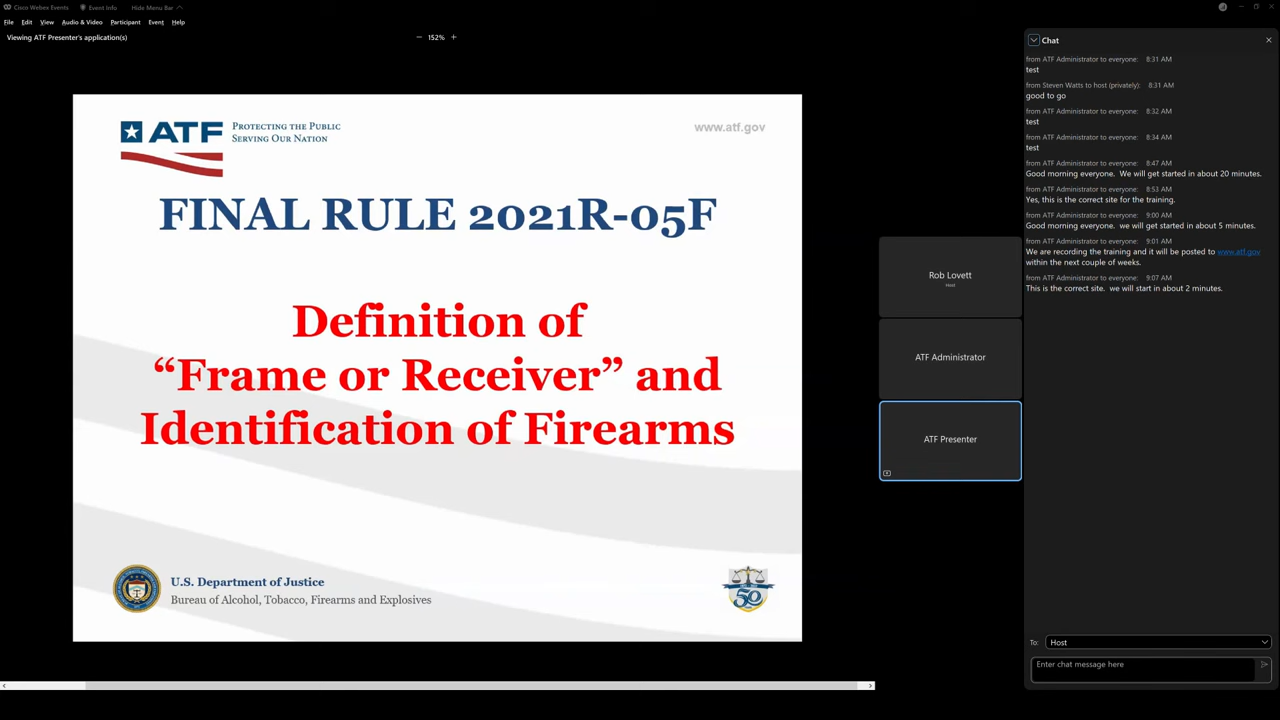 Cisco Webex Events
Event Info
Hide Menu Bar
File Edit View Audio & Video Participant Event Help
Viewing ATF Presenter's application(s)
152%
ATF
PROTECTING THE PUBLIC
SERVING OUR NATION
www.atf.gov
FINAL RULE 2021R-05F
Definition of
“Frame or Receiver” and
Identification of Firearms
U.S. Department of Justice
Bureau of Alcohol, Tobacco, Firearms and Explosives
50
Rob Lovett
Host
ATF Administrator
ATF Presenter
Chat
from ATF Administrator to everyone: 8:31 AM
test
from Steven Watts to host (privately): 8:31 AM
good to go
from ATF Administrator to everyone: 8:32 AM
test
from ATF Administrator to everyone: 8:34 AM
test
from ATF Administrator to everyone: 8:47 AM
Good morning everyone. We will get started in about 20 minutes.
from ATF Administrator to everyone: 8:53 AM
Yes, this is the correct site for the training.
from ATF Administrator to everyone: 9:00 AM
Good morning everyone. we will get started in about 5 minutes.
from ATF Administrator to everyone: 9:01 AM
We are recording the training and it will be posted to www.atf.gov
within the next couple of weeks.
from ATF Administrator to everyone: 9:07 AM
This is the correct site. we will start in about 2 minutes.
To: Host
Enter chat message here